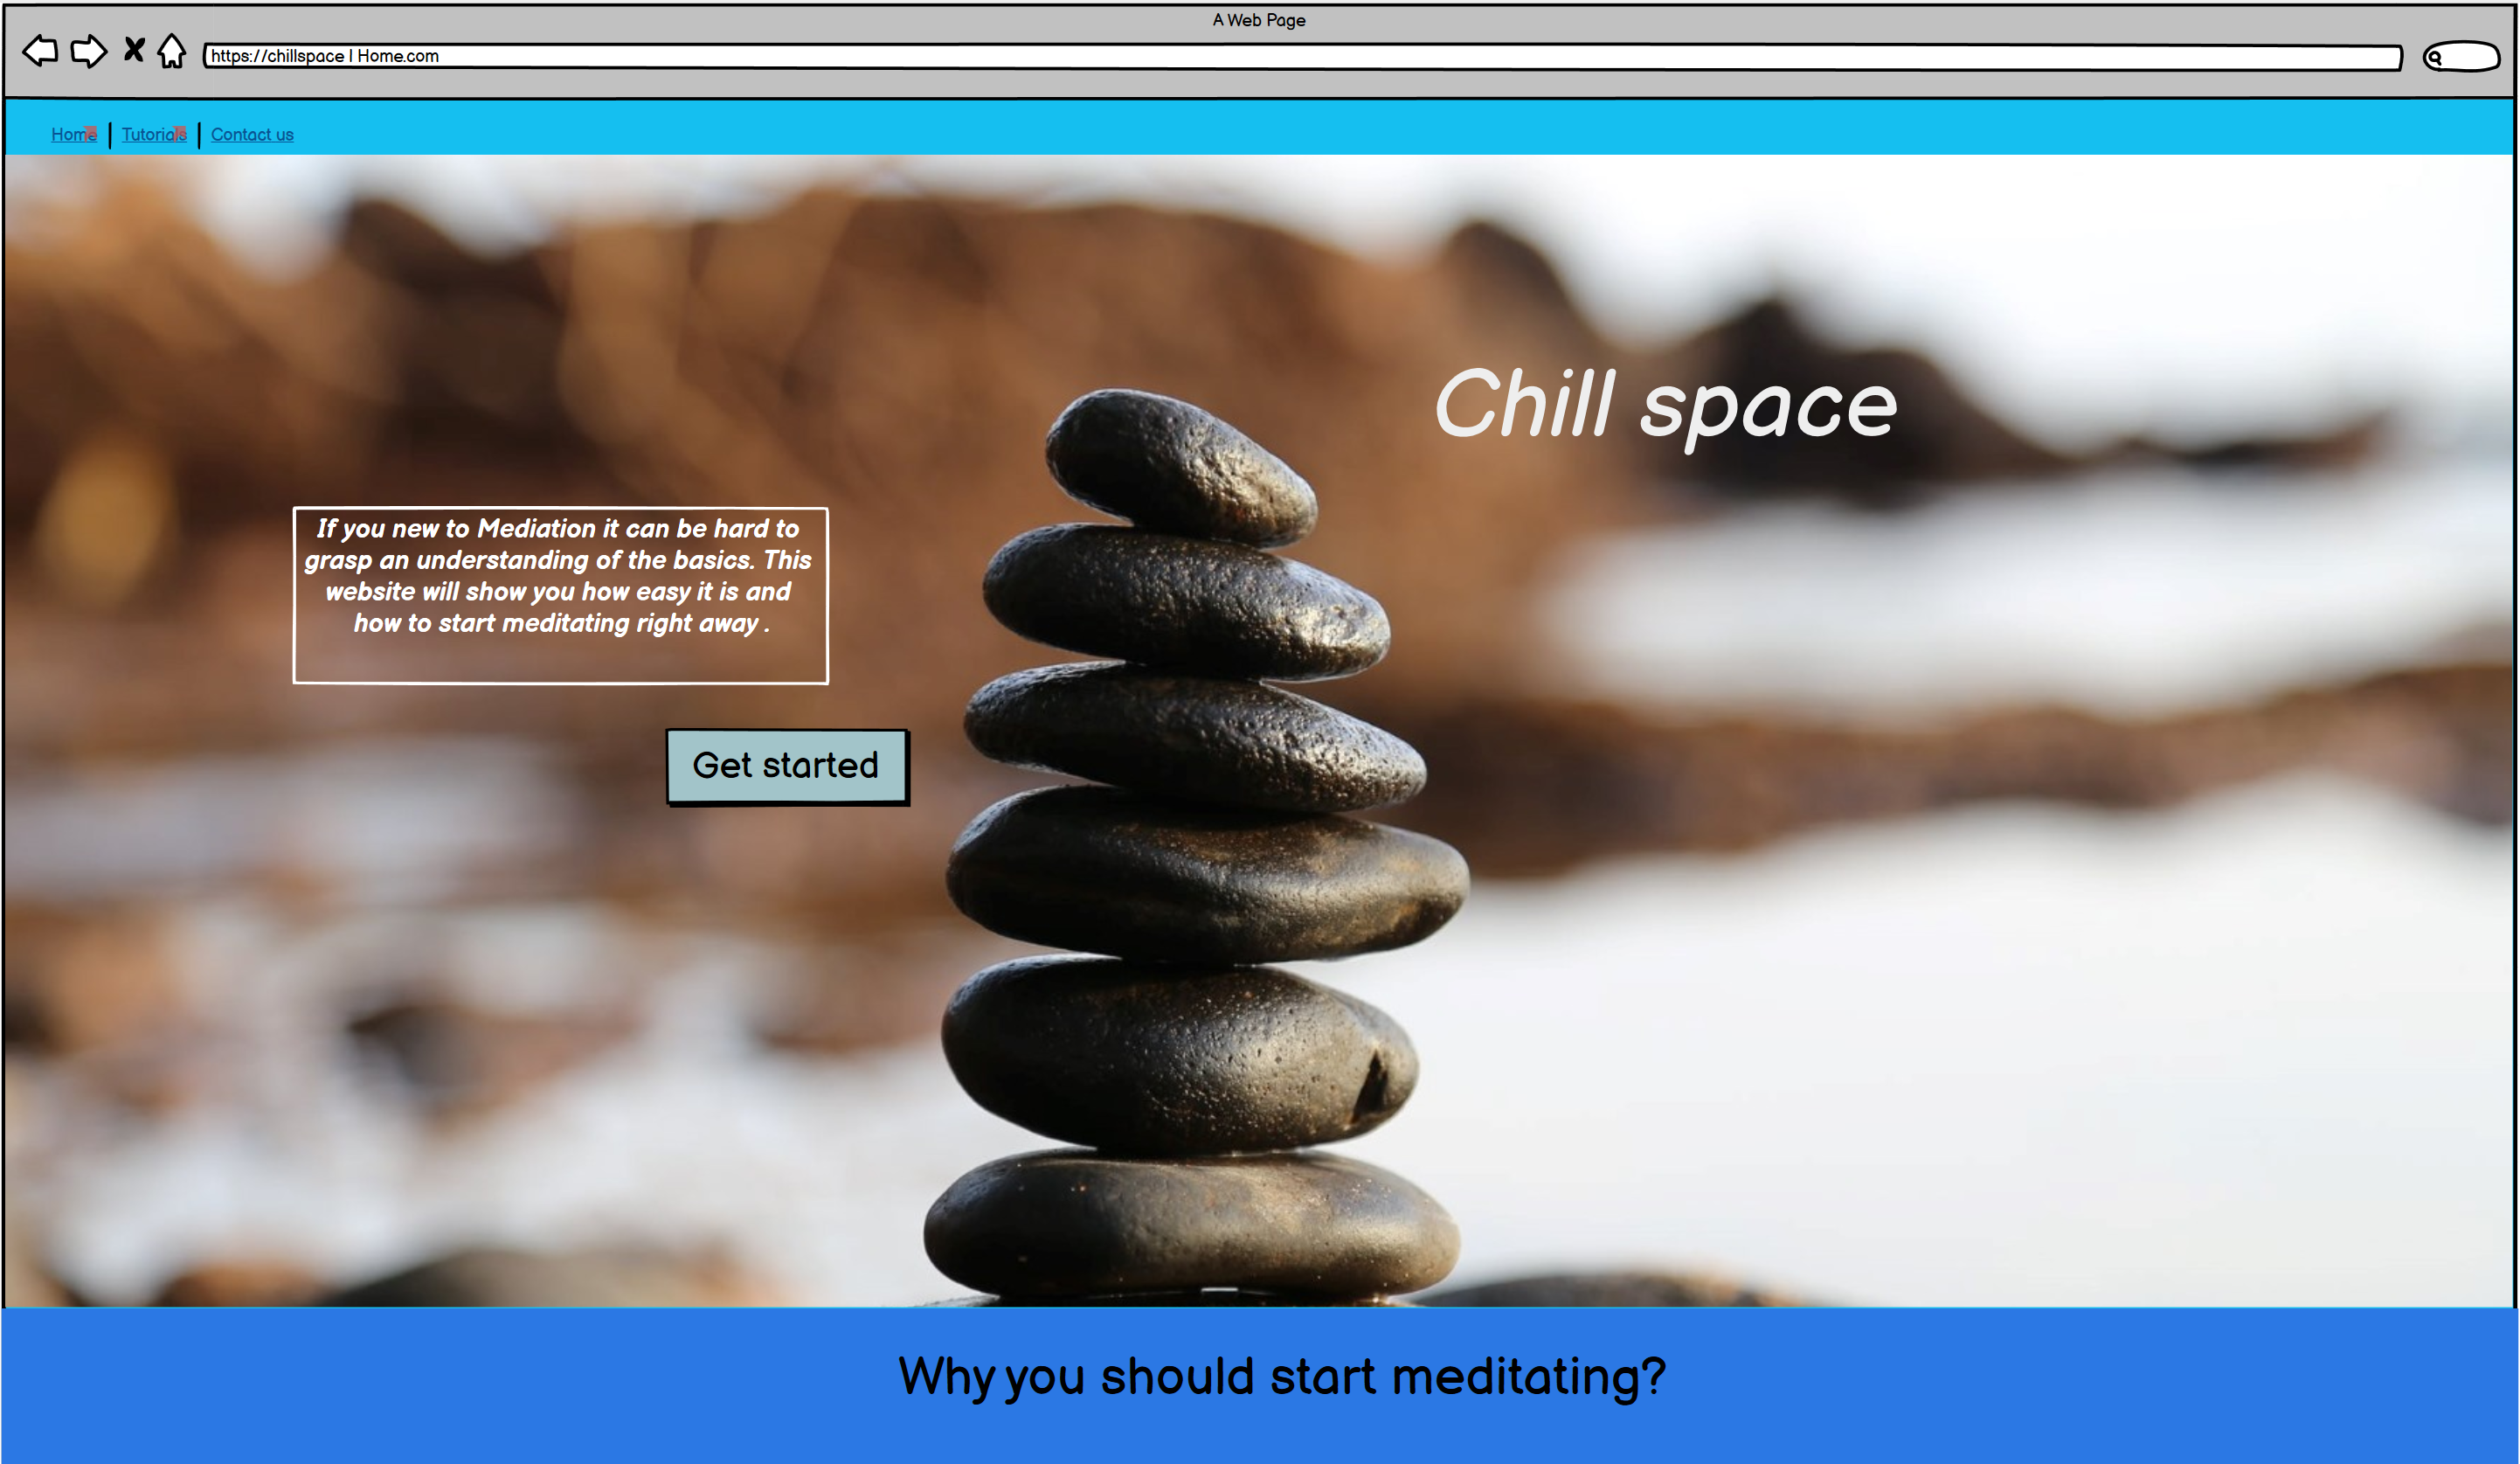 A Web Page
https://chillspace | Home.com
Home | Tutorials | Contact us
Chill space
If you new to Mediation it can be hard to
grasp an understanding of the basics. This
website will show you how easy it is and
how to start meditating right away .
Get started
Why you should start meditating?